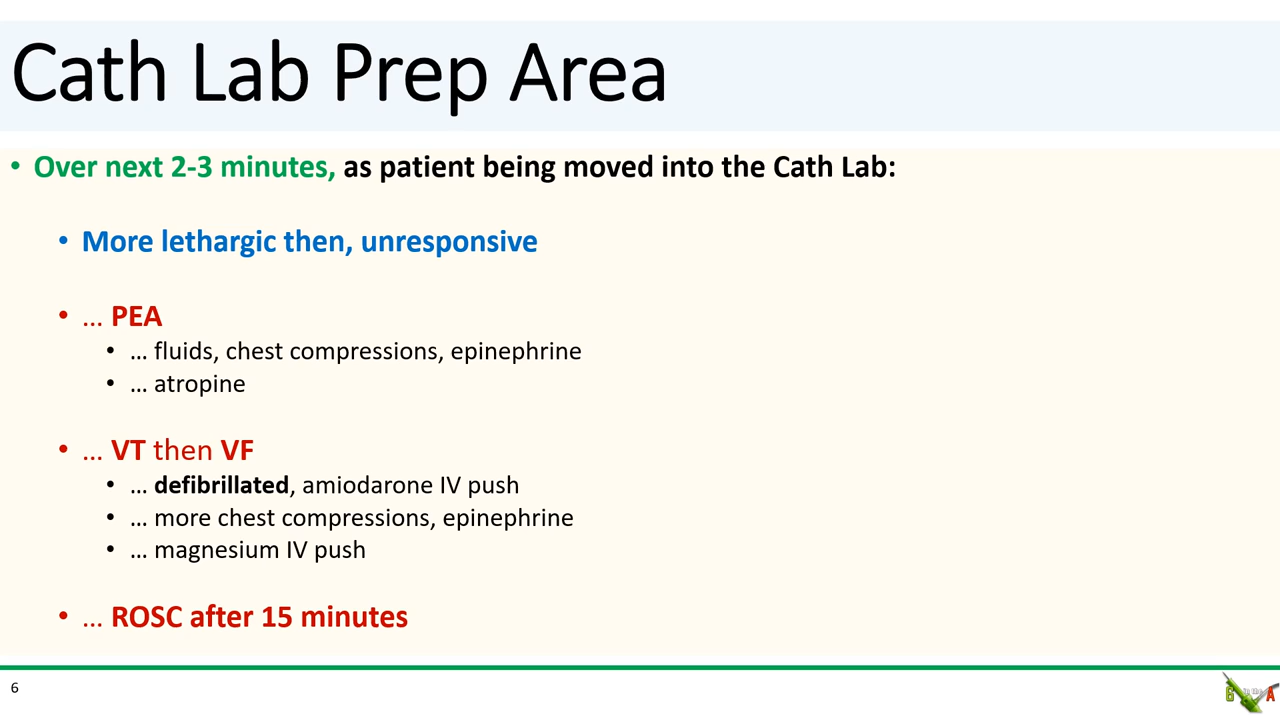 Cath Lab Prep Area
• Over next 2-3 minutes, as patient being moved into the Cath Lab:
• More lethargic then, unresponsive
• ... PEA
• ... fluids, chest compressions, epinephrine
• ... atropine
• ... VT then VF
• ... defibrillated, amiodarone IV push
• ... more chest compressions, epinephrine
• ... magnesium IV push
• ... ROSC after 15 minutes
6